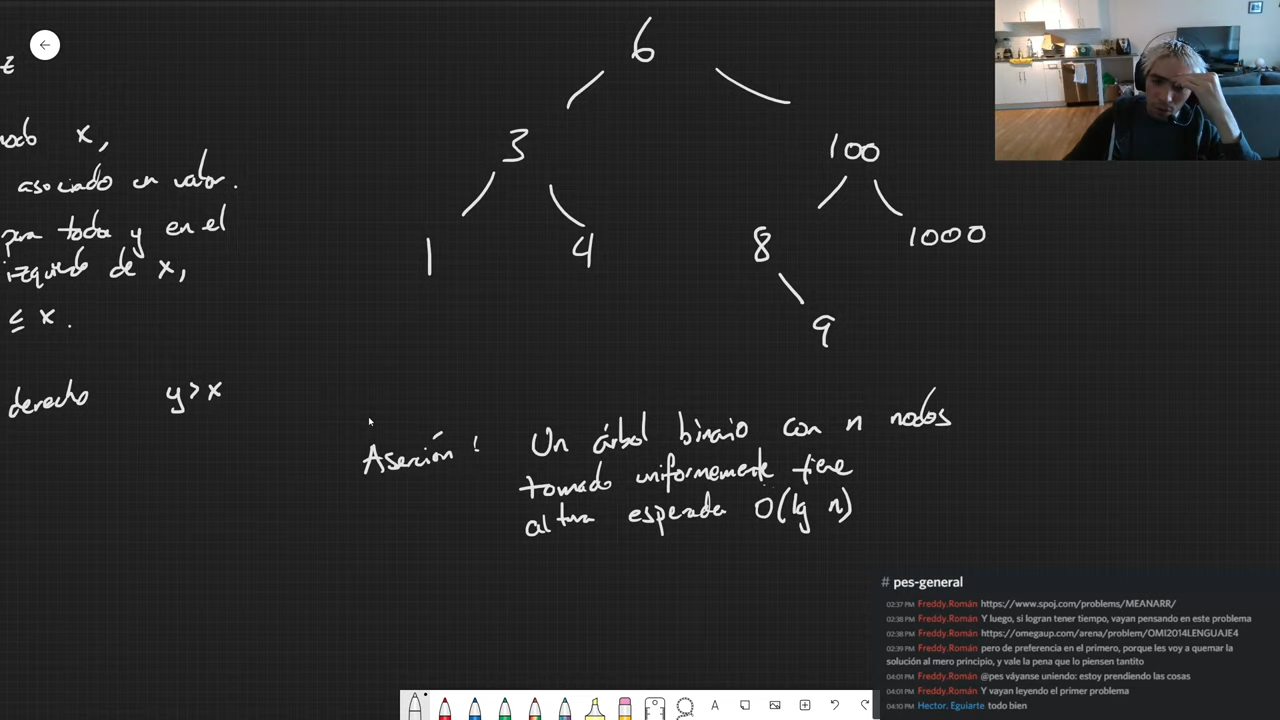 6
3 100
1 4 8 1000
9
z
nodo x,
asociado un valor.
para todo y en el
izquierdo de x,
≤ x.
derecho y > x
Aserción: Un árbol binario con n nodos
tomado uniformemente tiene
altura esperada O(lg n)
# pes-general
02:37 PM Freddy.Román https://www.spoj.com/problems/MEANARR/
02:38 PM Freddy.Román Y luego, si logran tener tiempo, vayan pensando en este problema
02:38 PM Freddy.Román https://omegaup.com/arena/problem/OMI2014LENGUAJE4
02:39 PM Freddy.Román pero de preferencia en el primero, porque les voy a quemar la
solución al mero principio, y vale la pena que lo piensen tantito
04:01 PM Freddy.Román @pes váyanse uniendo: estoy prendiendo las cosas
04:01 PM Freddy.Román Y vayan leyendo el primer problema
04:10 PM Hector. Eguiarte todo bien